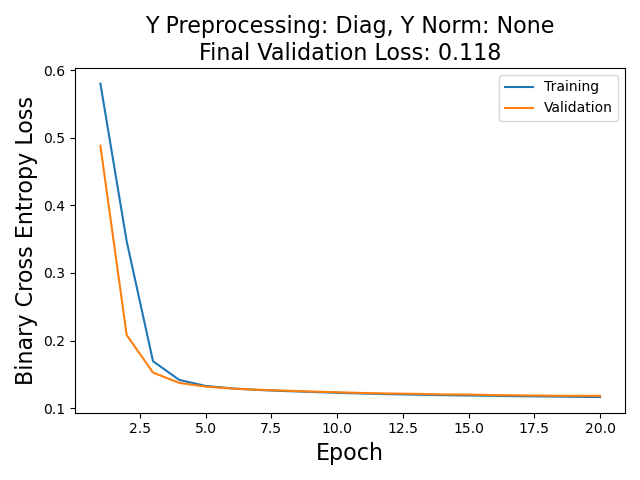 Y Preprocessing: Diag, Y Norm: None
Final Validation Loss: 0.118
Training
Validation
Binary Cross Entropy Loss
0.6
0.5
0.4
0.3
0.2
0.1
2.5 5.0 7.5 10.0 12.5 15.0 17.5 20.0
Epoch